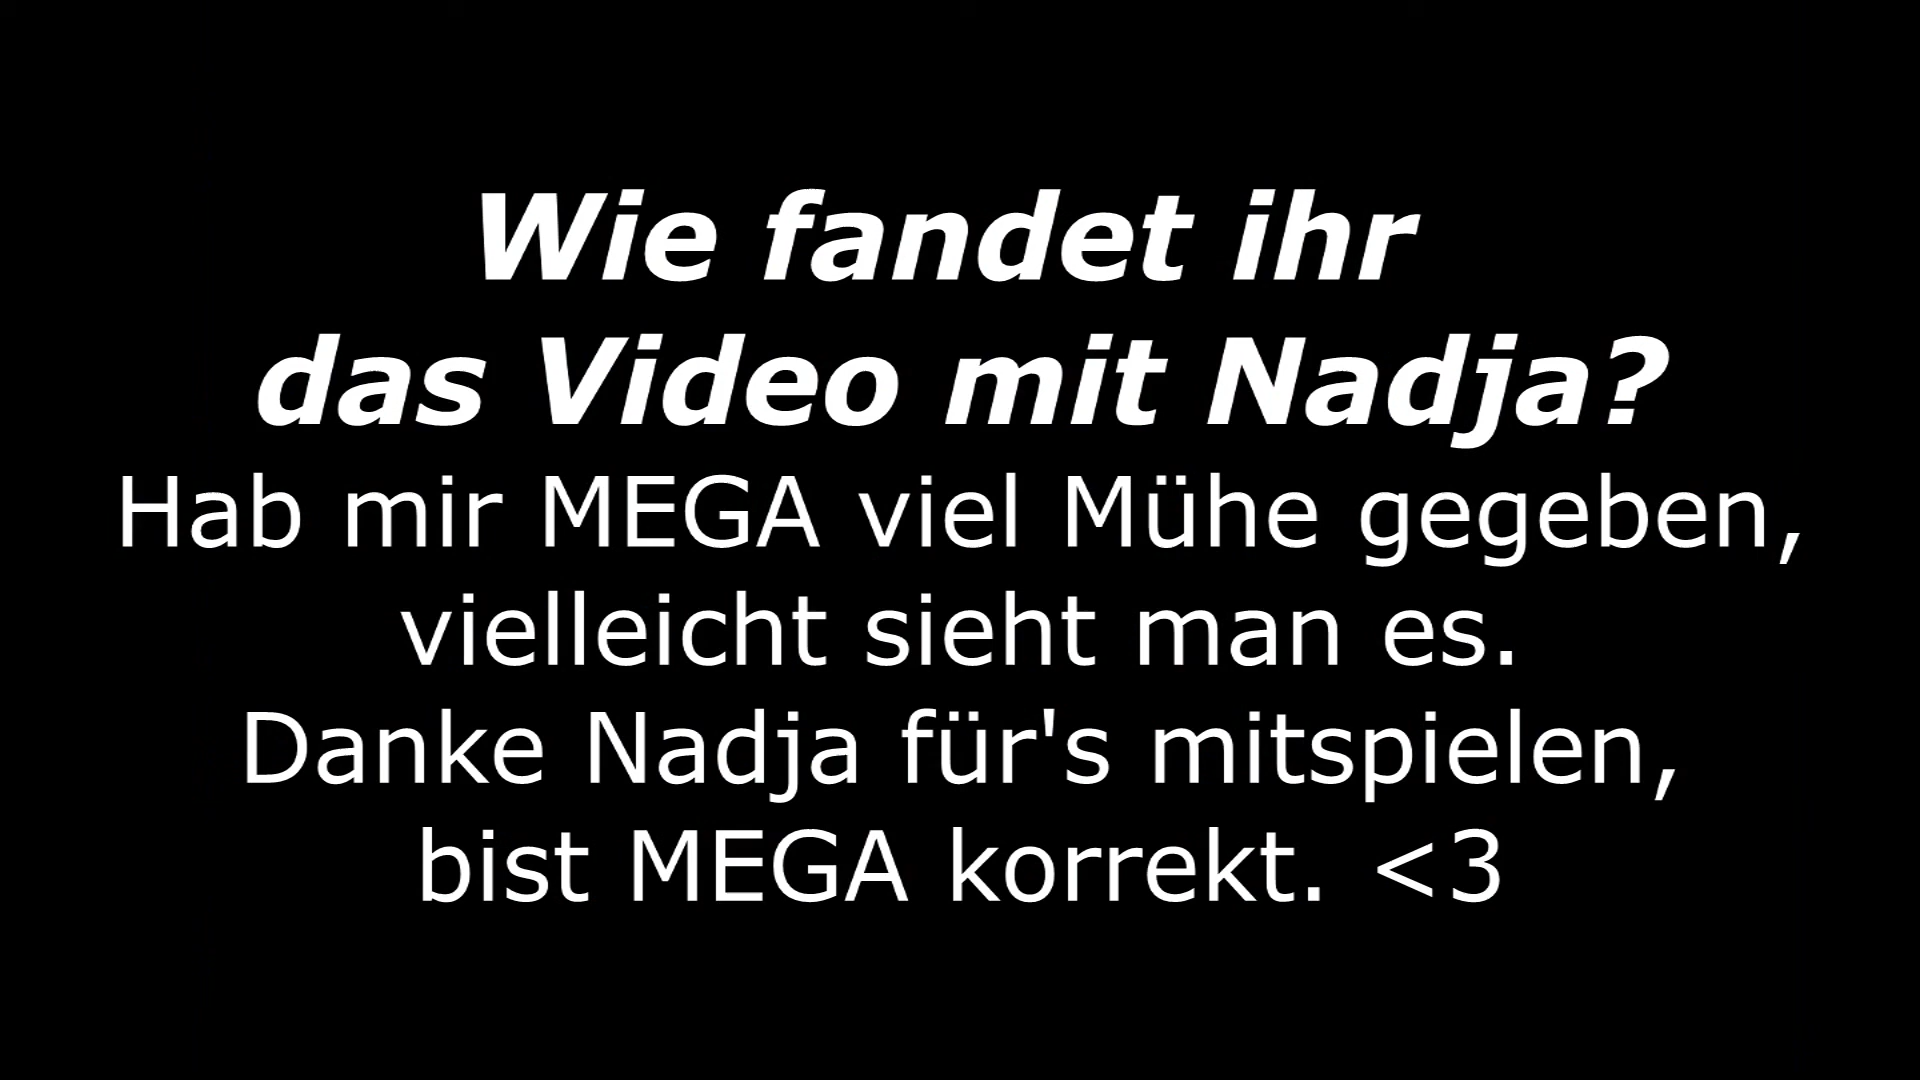 Wie fandet ihr
das Video mit Nadja?
Hab mir MEGA viel Mühe gegeben,
vielleicht sieht man es.
Danke Nadja für's mitspielen,
bist MEGA korrekt. <3